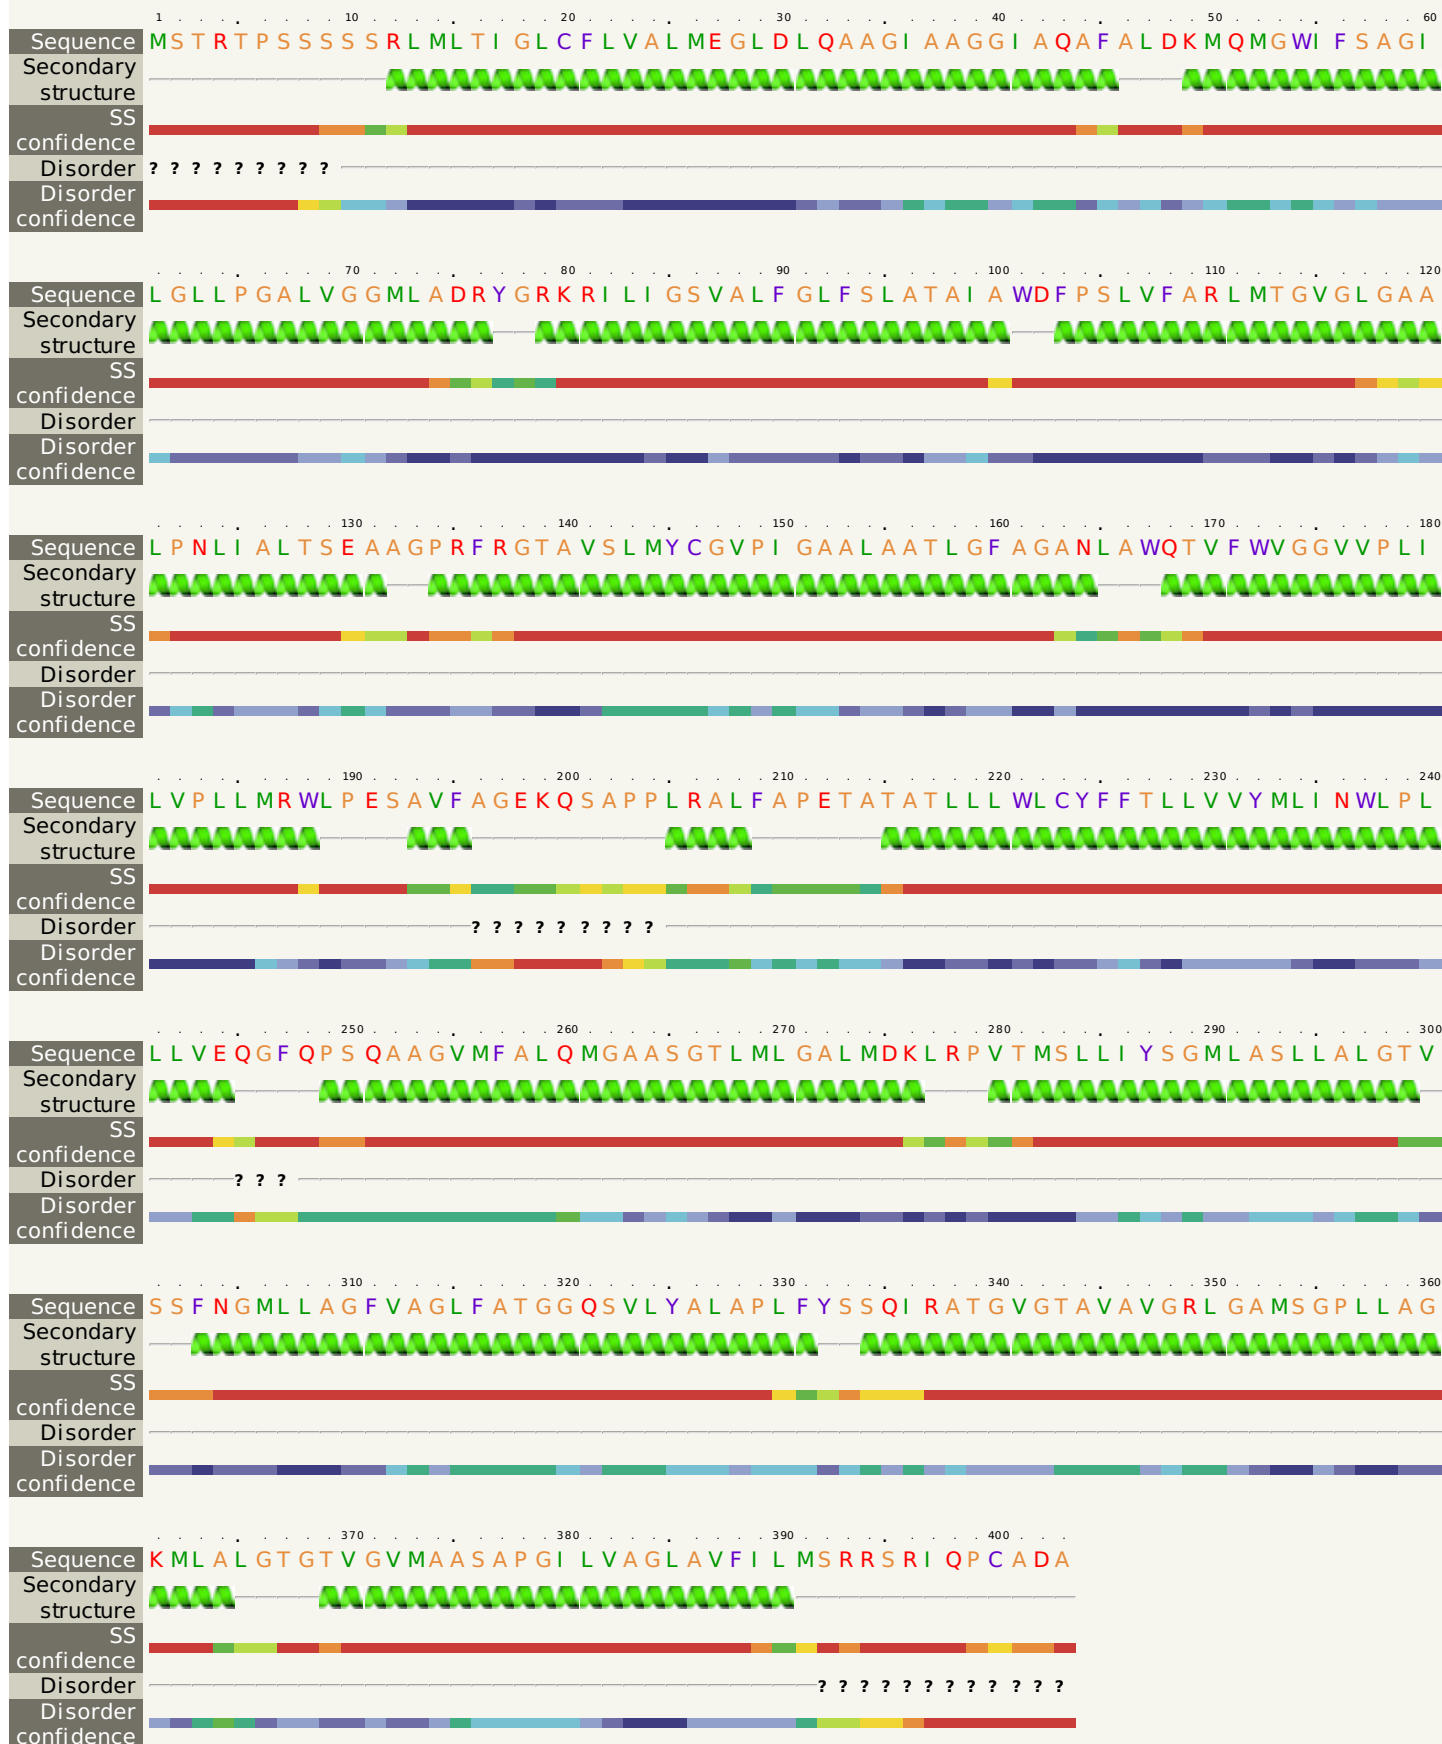 1 10 20 30 40 50 60
Sequence MSTRTPSSSSSRLMLTIGLCFLVALMEGLDLQAAGIAAGGIAQAFALDKMQMGWIFSAGI
Secondary
structure
SS
confidence
Disorder ? ? ? ? ? ? ? ? ?
Disorder
confidence
70 80 90 100 110 120
Sequence LGLLPGALVGGMLADRYGRKRILIGSVALFGLFSLATAIAWDFPSLVFARLMTGVGLGAA
Secondary
structure
SS
confidence
Disorder
Disorder
confidence
130 140 150 160 170 180
Sequence LPNLIALTSEAAGPRFRGTAVSLMYCGVPIGAALAATLGFAGANLAWQTVFWVGGVVPLI
Secondary
structure
SS
confidence
Disorder
Disorder
confidence
190 200 210 220 230 240
Sequence LVPLLMRWLPESAVFAGEKQSAPPLRALFAPETATATLLLWLCYFFTLLVVYMLINWLPL
Secondary
structure
SS
confidence
Disorder ? ? ? ? ? ? ? ? ?
Disorder
confidence
250 260 270 280 290 300
Sequence LLVEQGFQPSQAAGVMFALQMGAASGTLMLGALMDKLRPVTMSLLIYSGMLASLLALGTV
Secondary
structure
SS
confidence
Disorder ? ? ?
Disorder
confidence
310 320 330 340 350 360
Sequence SSFNGMLLAGFVAGLFATGGQSVLYALAPLFYSSQIRATGVGTAVAVGRLGAMSGPLLAG
Secondary
structure
SS
confidence
Disorder
Disorder
confidence
370 380 390 400
Sequence KMLALGTGTVGVMAASAPGILVAGLAVFILMSRRSRIQPCADA
Secondary
structure
SS
confidence
Disorder ? ? ? ? ? ? ? ? ? ? ? ?
Disorder
confidence